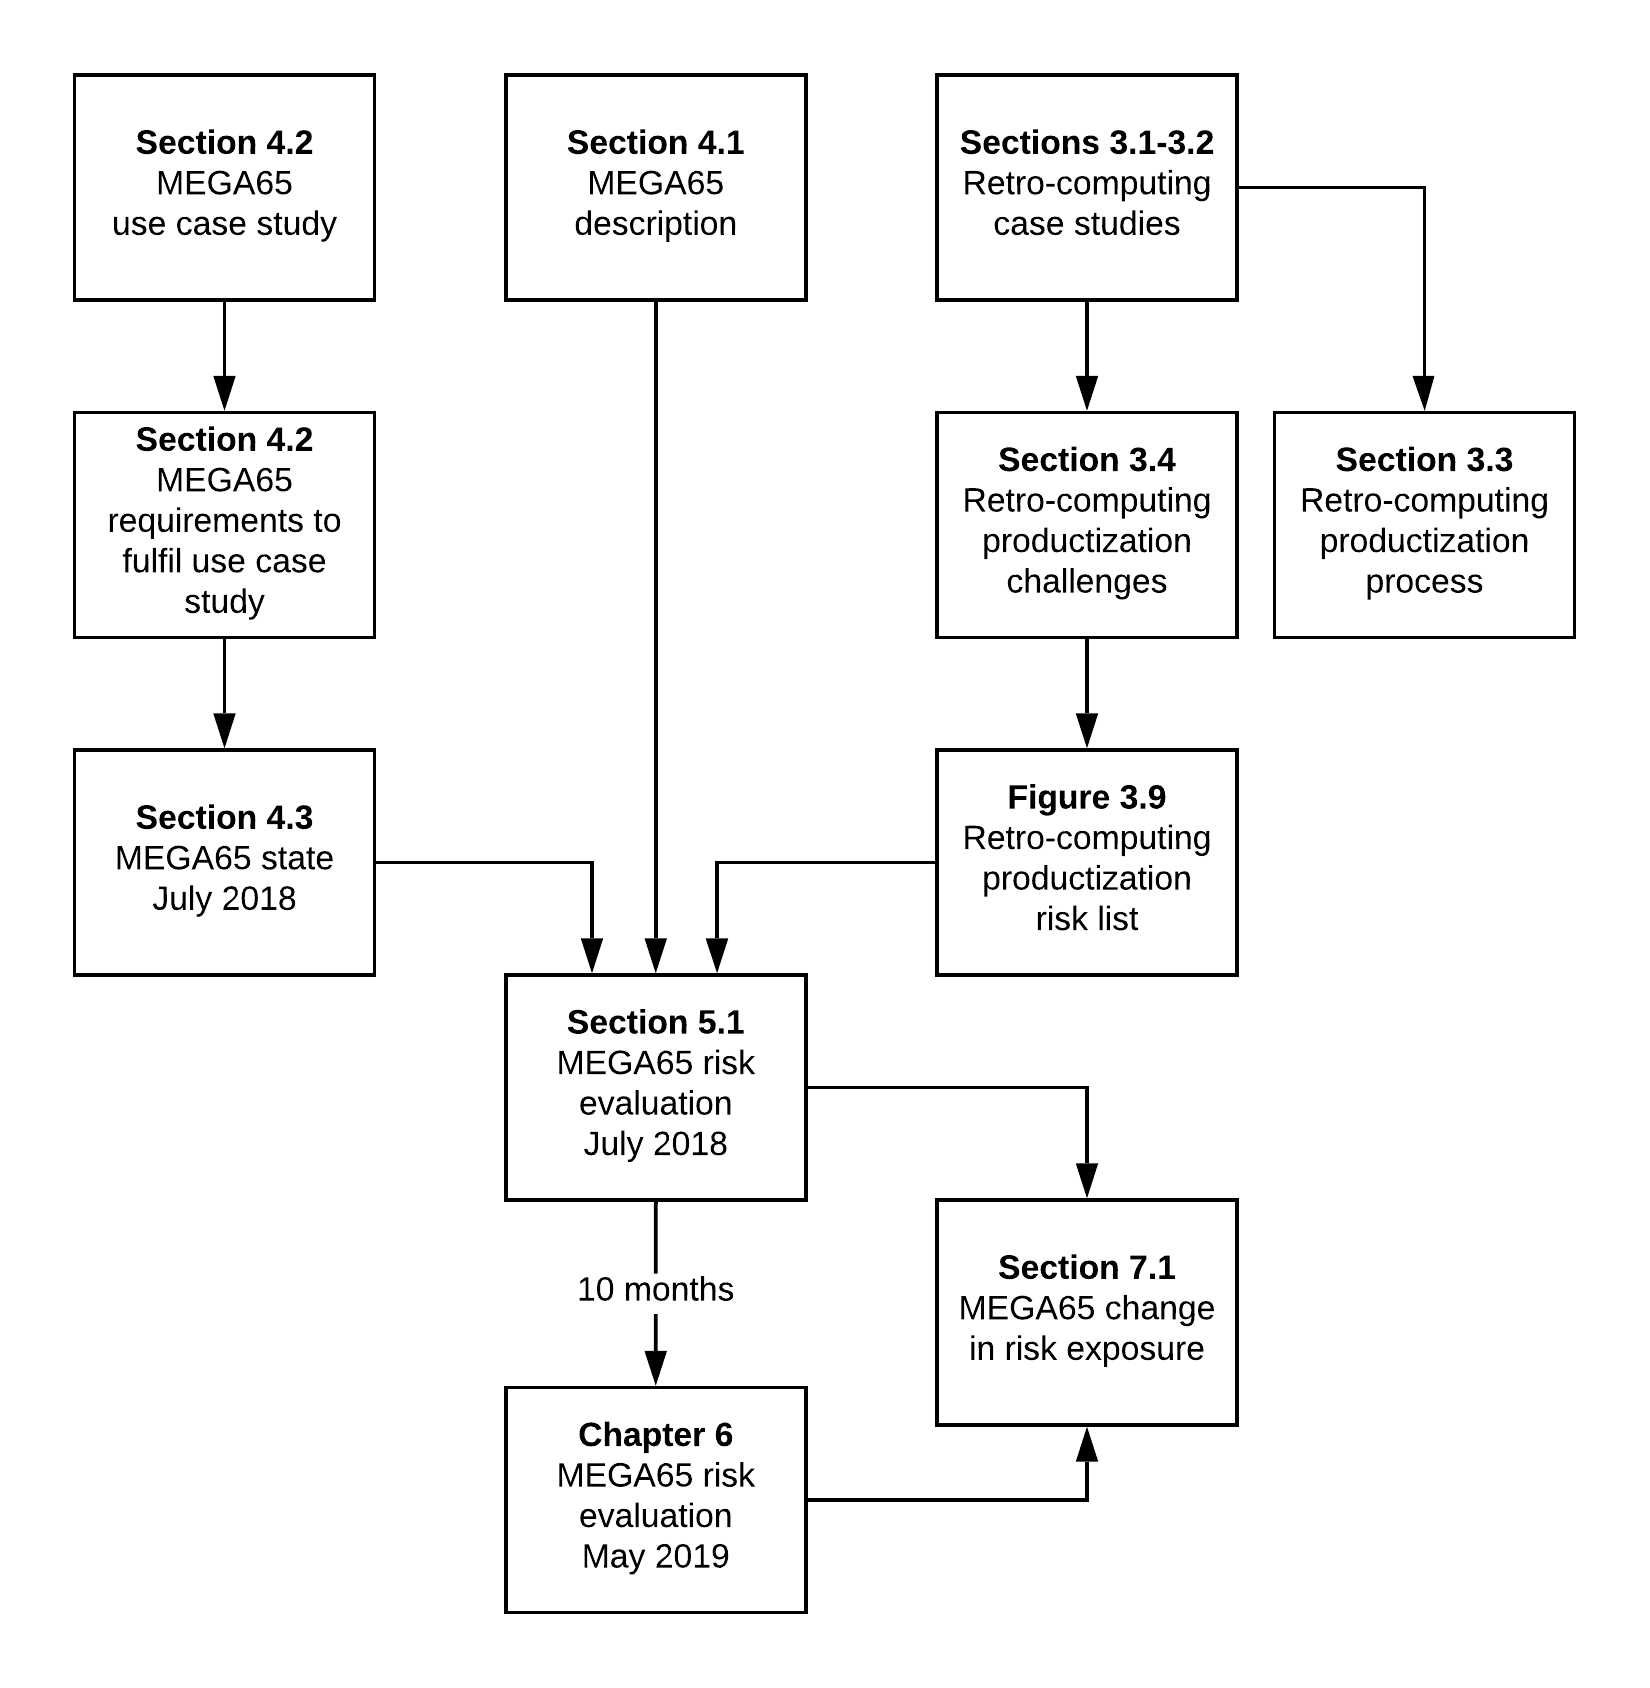 Section 4.2
MEGA65
use case study
Section 4.1
MEGA65
description
Sections 3.1-3.2
Retro-computing
case studies
Section 4.2
MEGA65
requirements to
fulfil use case
study
Section 3.4
Retro-computing
productization
challenges
Section 3.3
Retro-computing
productization
process
Section 4.3
MEGA65 state
July 2018
Figure 3.9
Retro-computing
productization
risk list
Section 5.1
MEGA65 risk
evaluation
July 2018
10 months
Section 7.1
MEGA65 change
in risk exposure
Chapter 6
MEGA65 risk
evaluation
May 2019